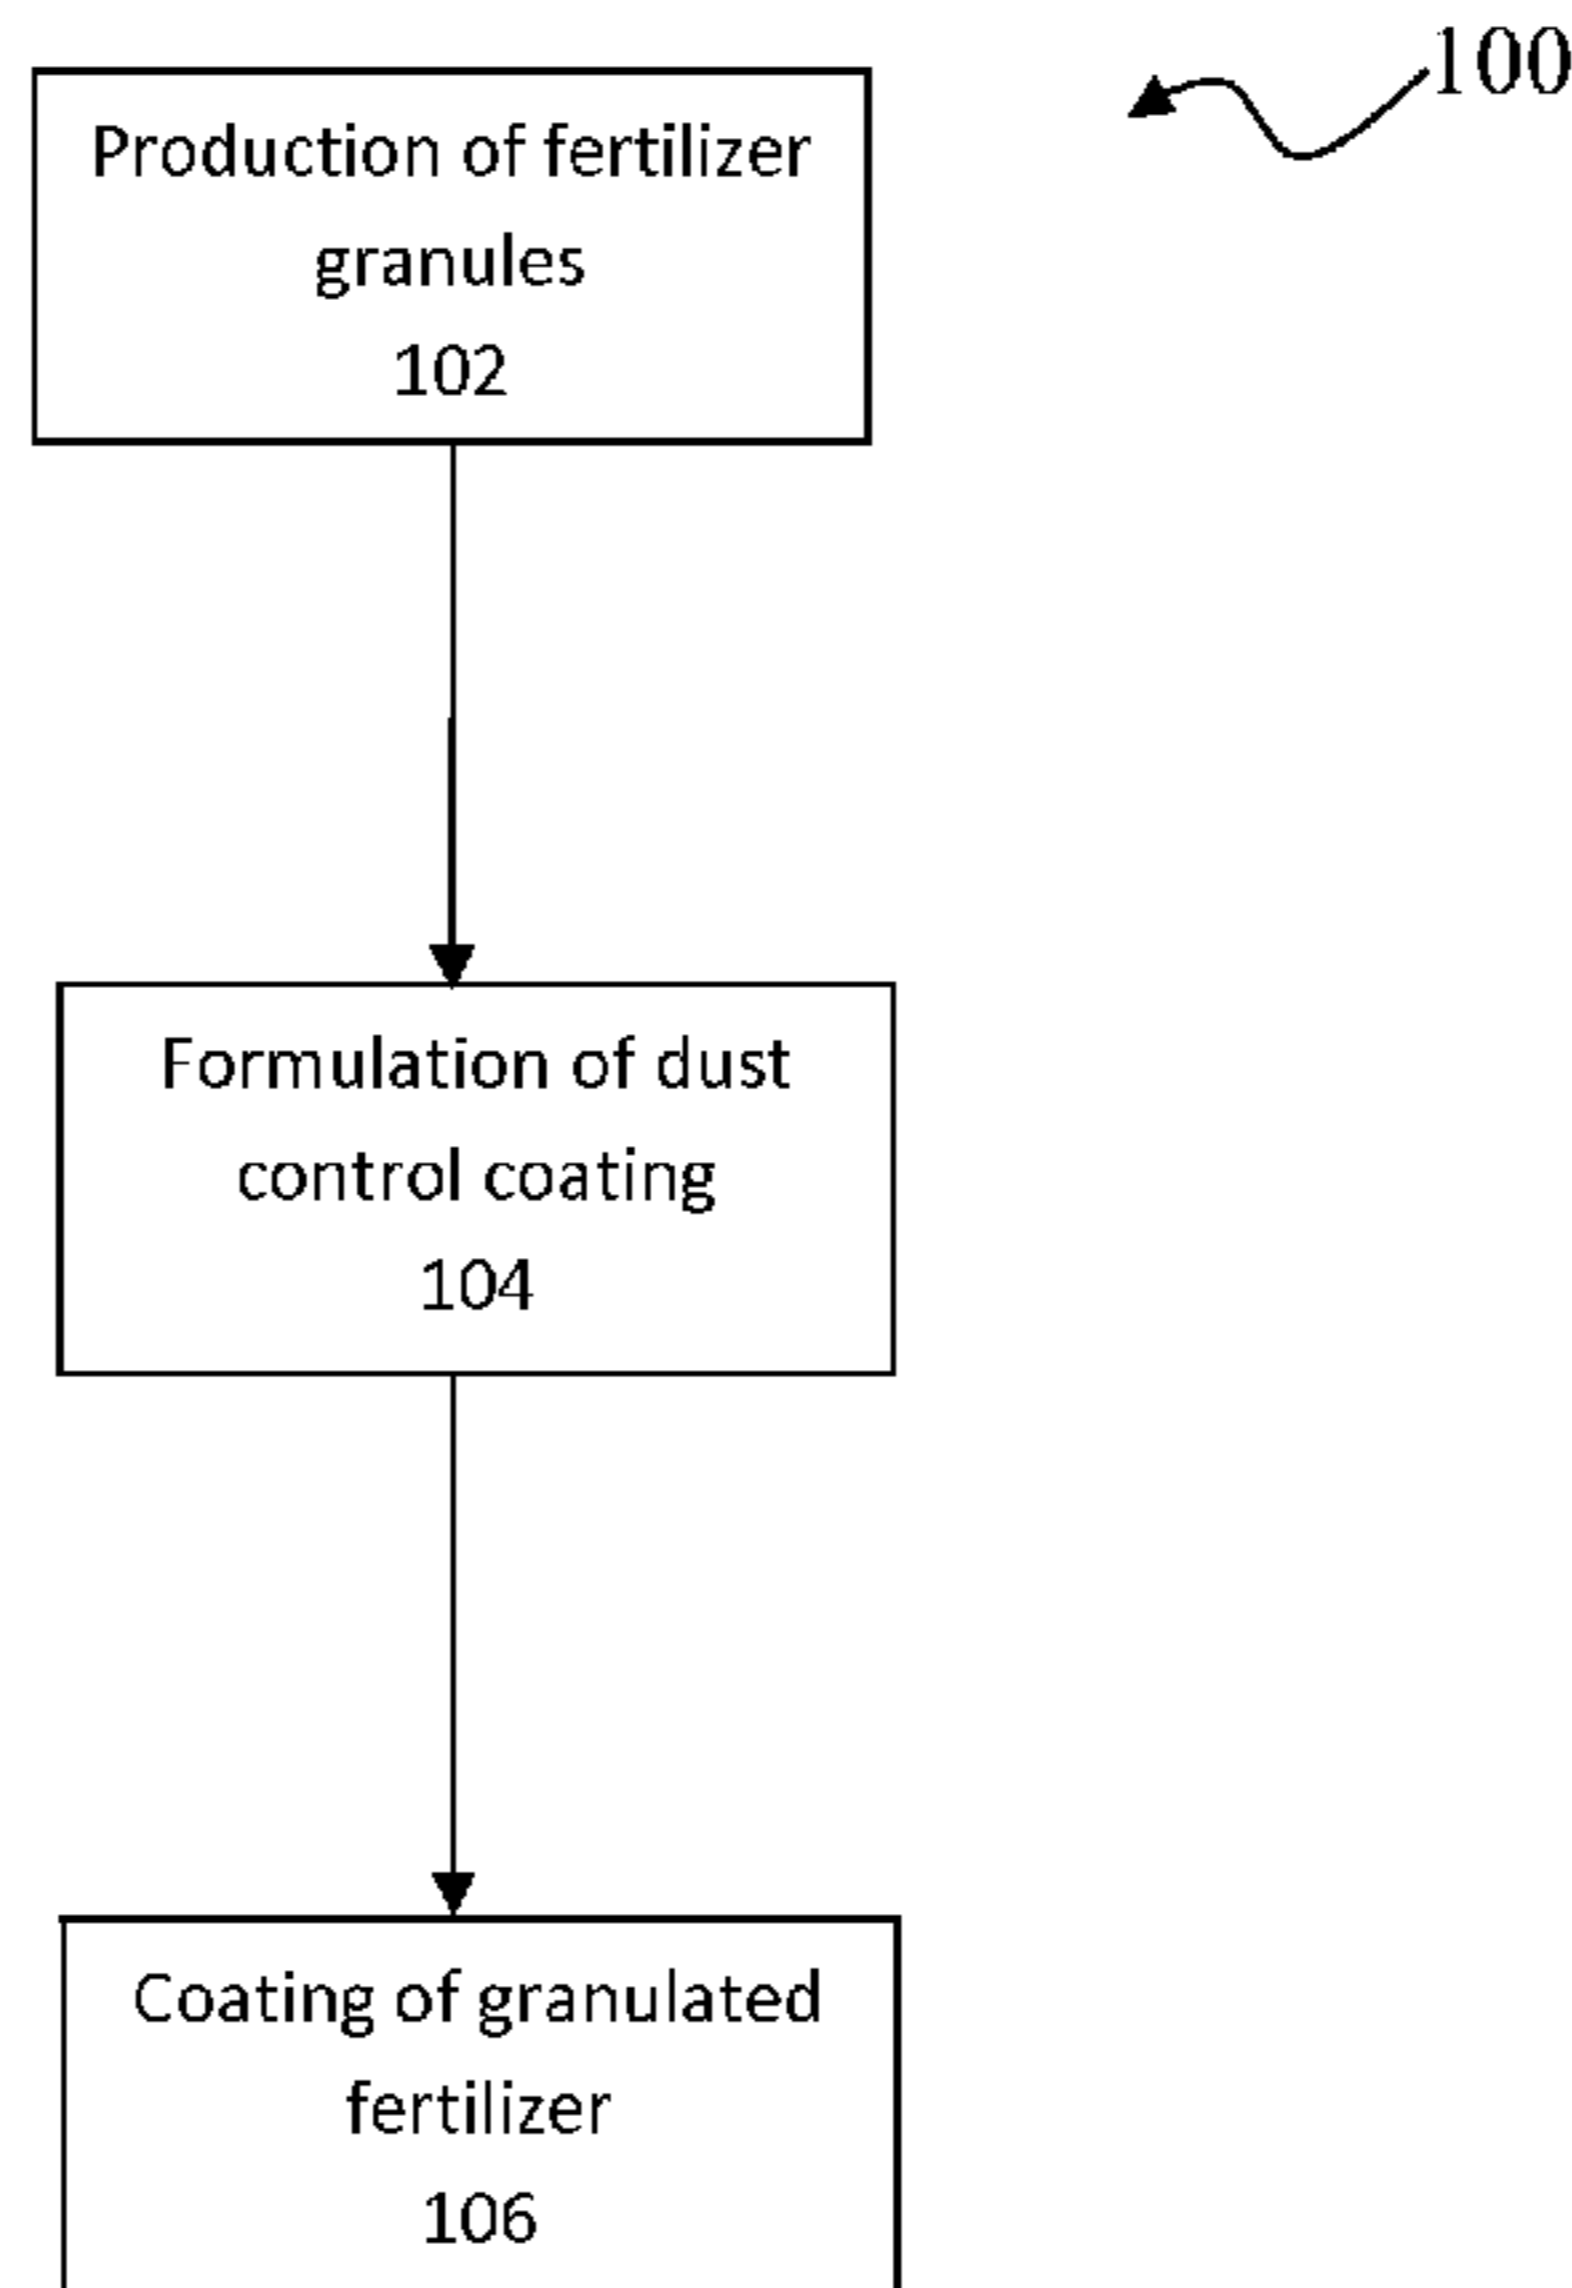 100
Production of fertilizer
granules
102
Formulation of dust
control coating
104
Coating of granulated
fertilizer
106